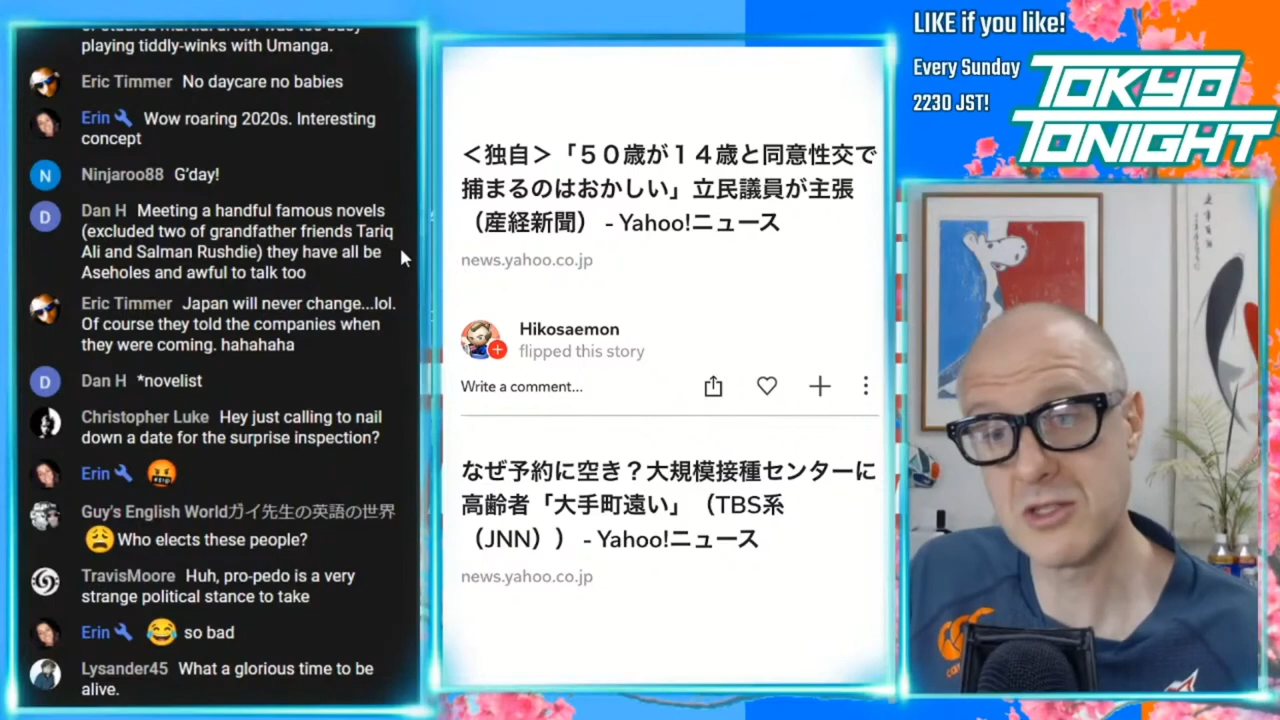 playing tiddly-winks with Umanga.
Eric Timmer No daycare no babies
Erin Wow roaring 2020s. Interesting
concept
N Ninjaroo88 G'day!
D Dan H Meeting a handful famous novels
(excluded two of grandfather friends Tariq
Ali and Salman Rushdie) they have all be
Aseholes and awful to talk too
Eric Timmer Japan will never change...lol.
Of course they told the companies when
they were coming. hahahaha
D Dan H *novelist
Christopher Luke Hey just calling to nail
down a date for the surprise inspection?
Erin 🤬
Guy's English Worldガイ先生の英語の世界
😩Who elects these people?
TravisMoore Huh, pro-pedo is a very
strange political stance to take
Erin 😂 so bad
Lysander45 What a glorious time to be
alive.
＜独自＞「５０歳が１４歳と同意性交で
捕まるのはおかしい」立民議員が主張
（産経新聞） - Yahoo!ニュース
news.yahoo.co.jp
Hikosaemon
flipped this story
Write a comment...
なぜ予約に空き？大規模接種センターに
高齢者「大手町遠い」（TBS系
（JNN）） - Yahoo!ニュース
news.yahoo.co.jp
LIKE if you like!
Every Sunday
2230 JST!
TOKYO
TONIGHT